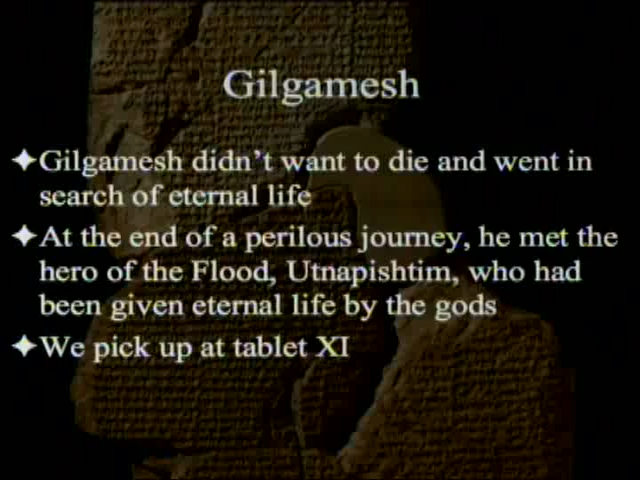 Gilgamesh
✦Gilgamesh didn't want to die and went in
search of eternal life
✦At the end of a perilous journey, he met the
hero of the Flood, Utnapishtim, who had
been given eternal life by the gods
✦We pick up at tablet XI